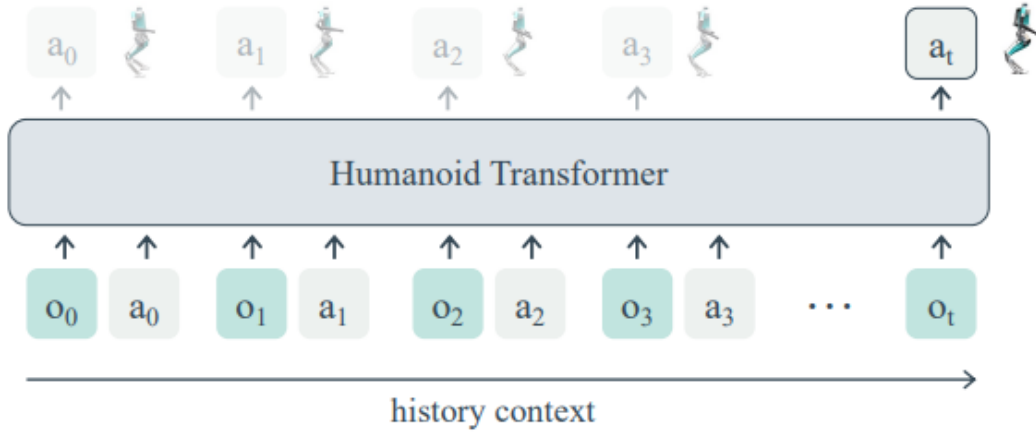 a₀ a₁ a₂ a₃ aₜ
Humanoid Transformer
o₀ a₀ o₁ a₁ o₂ a₂ o₃ a₃ ··· oₜ
history context